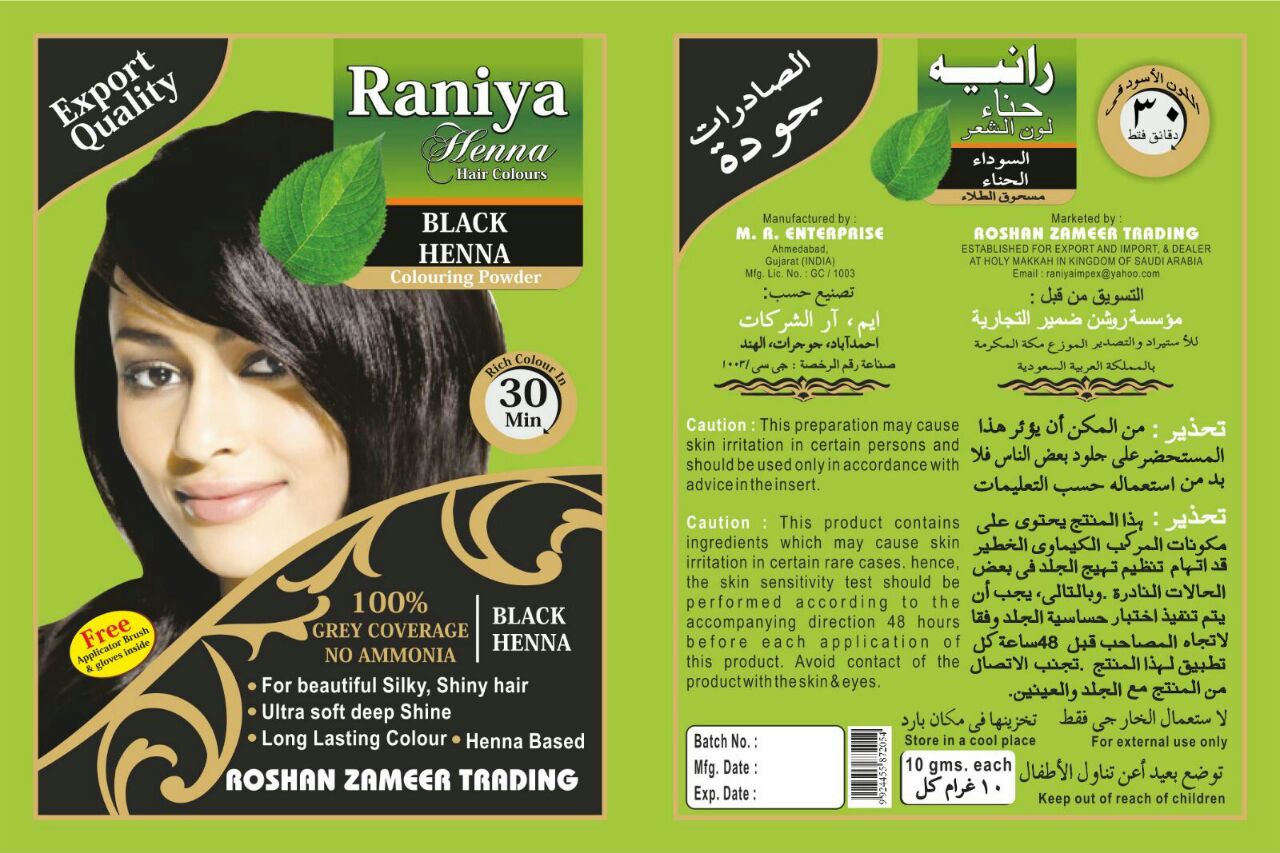 Export
Quality
Raniya
Henna
Hair Colours
BLACK
HENNA
Colouring Powder
Rich Colour In
30
Min
Free
Applicator Brush
& gloves inside
100%
GREY COVERAGE
NO AMMONIA
BLACK
HENNA
• For beautiful Silky, Shiny hair
• Ultra soft deep Shine
• Long Lasting Colour • Henna Based
ROSHAN ZAMEER TRADING
الصادرات
جودة
رانيه
حناء
لون الشعر
السوداء
الحناء
مسحوق الطلاء
اللون الأسود في
٣٠
دقائق فقط
Manufactured by :
M. R. ENTERPRISE
Ahmedabad,
Gujarat (INDIA)
Mfg. Lic. No. : GC / 1003
تصنيع حسب:
ايم، آر الشركات
احمدآباد، جوجرات، الهند
صناعة رقم الرخصة : جى سى/١٠٠٣
Marketed by :
ROSHAN ZAMEER TRADING
ESTABLISHED FOR EXPORT AND IMPORT, & DEALER
AT HOLY MAKKAH IN KINGDOM OF SAUDI ARABIA
Email : raniyaimpex@yahoo.com
التسويق من قبل :
مؤسسة روشن ضمير التجارية
للأستيراد والتصدير الموزع مكة المكرمة
بالمملكة العربية السعودية
Caution : This preparation may cause
skin irritation in certain persons and
should be used only in accordance with
advice in the insert.
تحذير : من المكن أن يؤثر هذا
المستحضر على جلود بعض الناس فلا
بد من استعماله حسب التعليمات
Caution : This product contains
ingredients which may cause skin
irritation in certain rare cases. hence,
the skin sensitivity test should be
performed according to the
accompanying direction 48 hours
before each application of
this product. Avoid contact of the
product with the skin & eyes.
تحذير : هذا المنتج يحتوى على
مكونات المركب الكيماوى الخطير
قد اتهام تنظيم تهيج الجلد فى بعض
الحالات النادرة .وبالتالى، يجب أن
يتم تنفيذ اختبار حساسية الجلد وفقا
لاتجاه المصاحب قبل 48ساعة كل
تطبيق لهذا المنتج .تجنب الاتصال
من المنتج مع الجلد والعينين.
لا ستعمال الخار جى فقط
For external use only
تخزينها فى مكان بارد
Store in a cool place
Batch No. :
Mfg. Date :
Exp. Date :
9924455872054
10 gms. each
١٠ غرام كل
توضع بعيد أعن تناول الأطفال
Keep out of reach of children